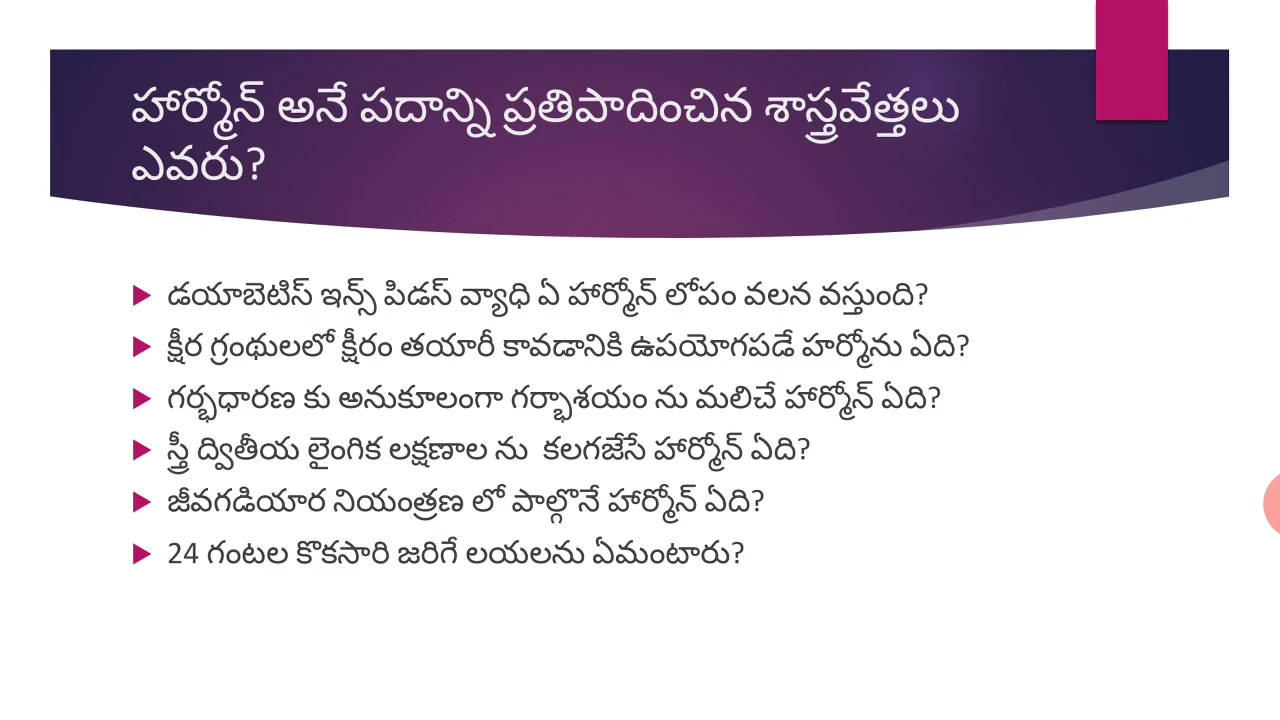 హార్మోన్ అనే పదాన్ని ప్రతిపాదించిన శాస్త్రవేత్తలు
ఎవరు?
డయాబెటిస్ ఇన్స్ పిడస్ వ్యాధి ఏ హార్మోన్ లోపం వలన వస్తుంది?
క్షీర గ్రంథులలో క్షీరం తయారీ కావడానికి ఉపయోగపడే హర్మోను ఏది?
గర్భధారణ కు అనుకూలంగా గర్భాశయం ను మలిచే హార్మోన్ ఏది?
స్త్రీ ద్వితీయ లైంగిక లక్షణాల ను కలగజేసే హార్మోన్ ఏది?
జీవగడియార నియంత్రణ లో పాల్గొనే హార్మోన్ ఏది?
24 గంటల కొకసారి జరిగే లయలను ఏమంటారు?